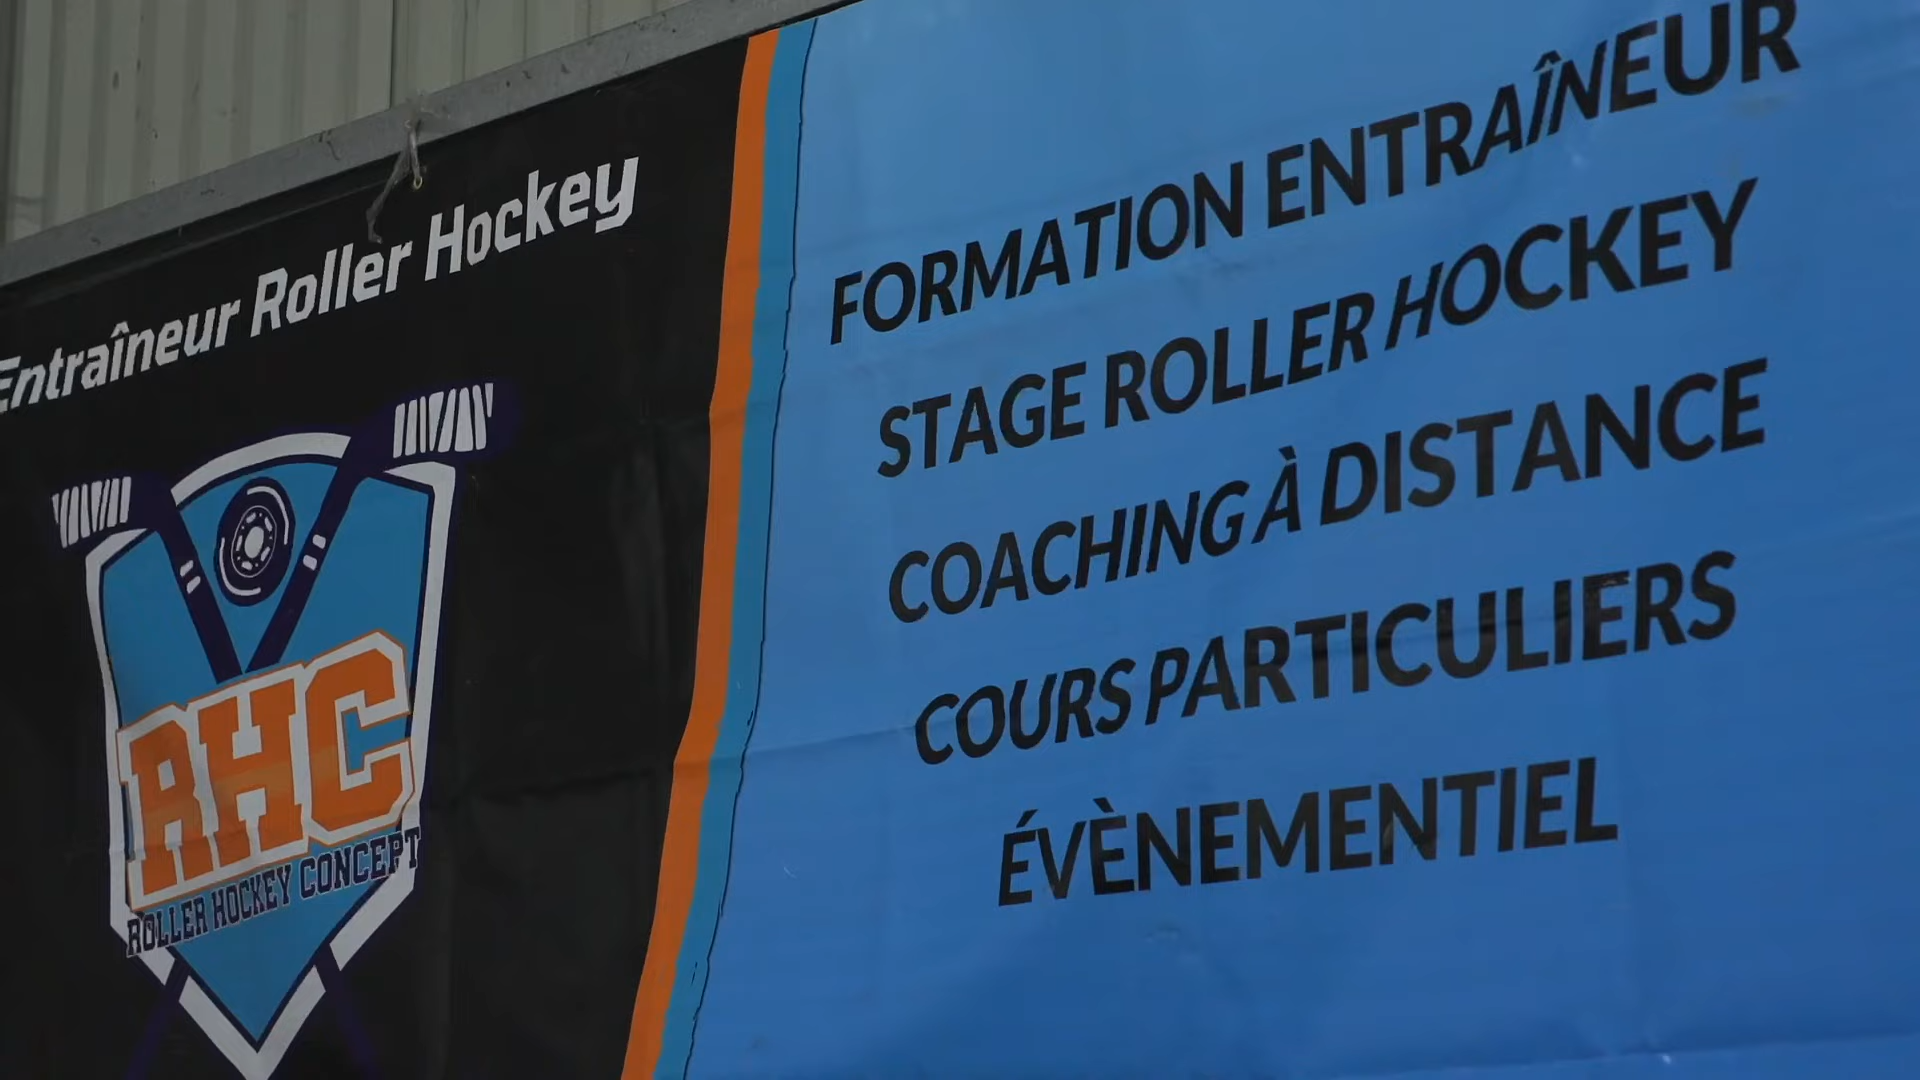 Entraîneur Roller Hockey
RHC
ROLLER HOCKEY CONCEPT
FORMATION ENTRAÎNEUR
STAGE ROLLER HOCKEY
COACHING À DISTANCE
COURS PARTICULIERS
ÉVÈNEMENTIEL